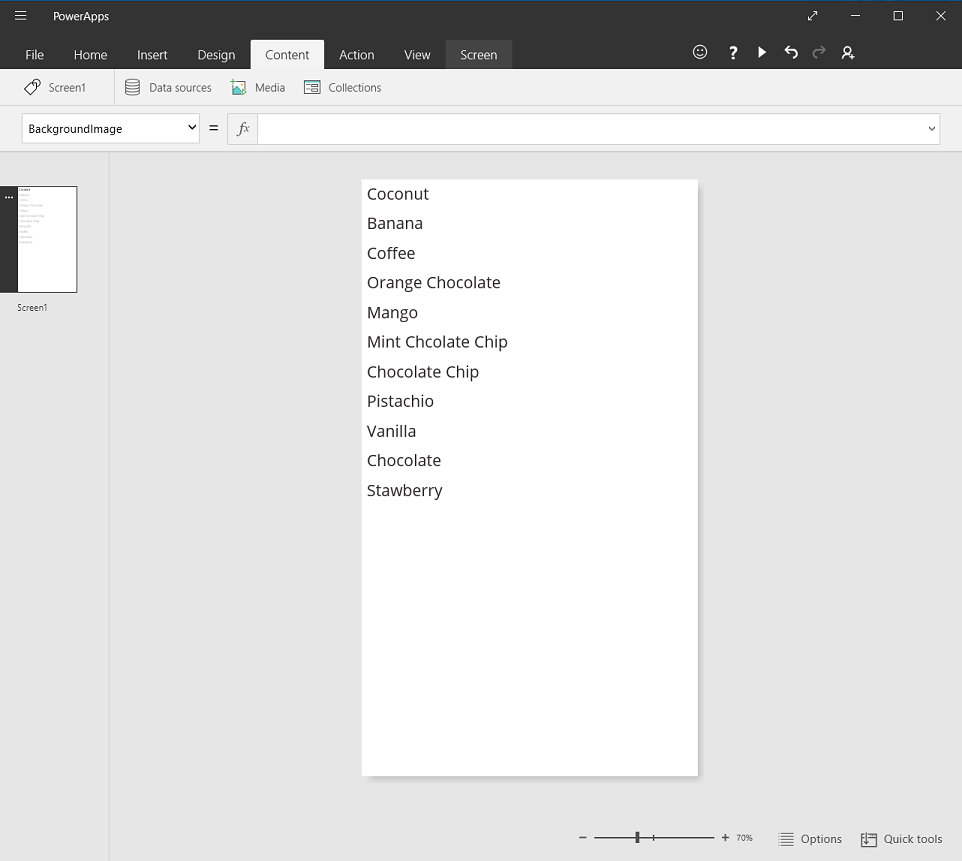 PowerApps
File Home Insert Design Content Action View Screen
Screen1 Data sources Media Collections
BackgroundImage = fx
Coconut
Banana
Coffee
Orange Chocolate
Mango
Mint Chcolate Chip
Chocolate Chip
Pistachio
Vanilla
Chocolate
Stawberry
Screen1
70% Options Quick tools